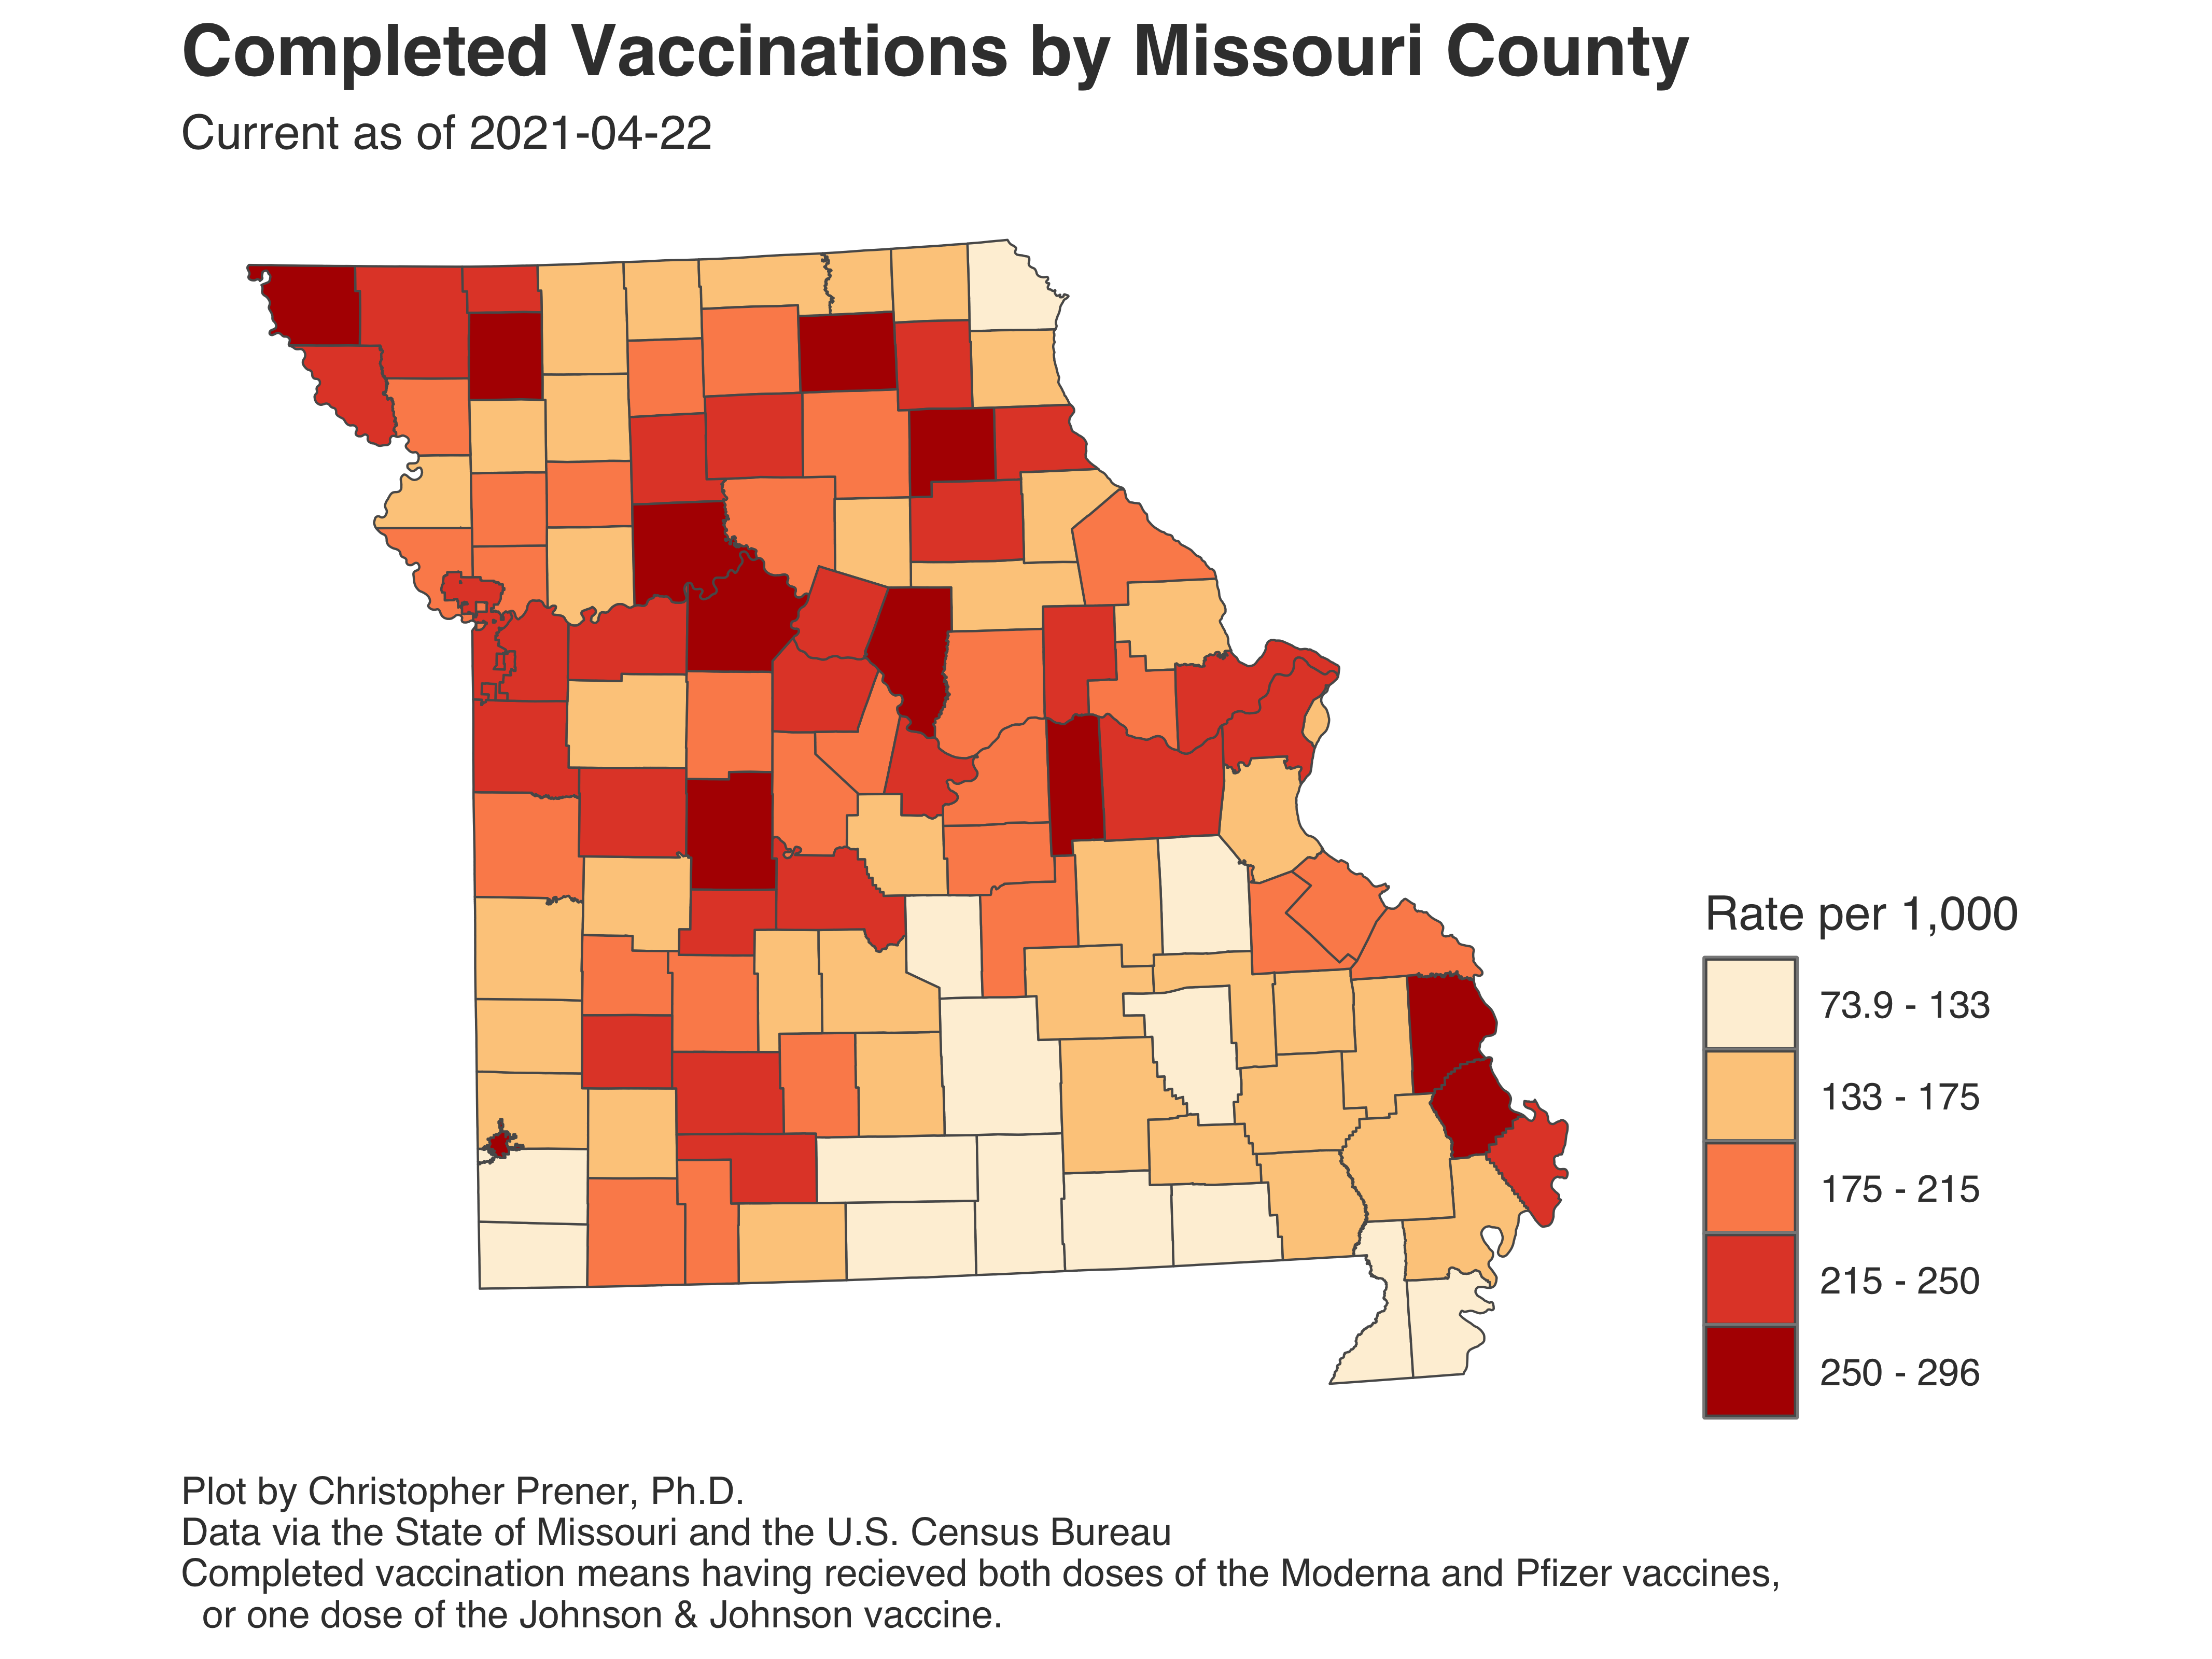 Completed Vaccinations by Missouri County
Current as of 2021-04-22
Rate per 1,000
73.9 - 133
133 - 175
175 - 215
215 - 250
250 - 296
Plot by Christopher Prener, Ph.D.
Data via the State of Missouri and the U.S. Census Bureau
Completed vaccination means having recieved both doses of the Moderna and Pfizer vaccines,
or one dose of the Johnson & Johnson vaccine.